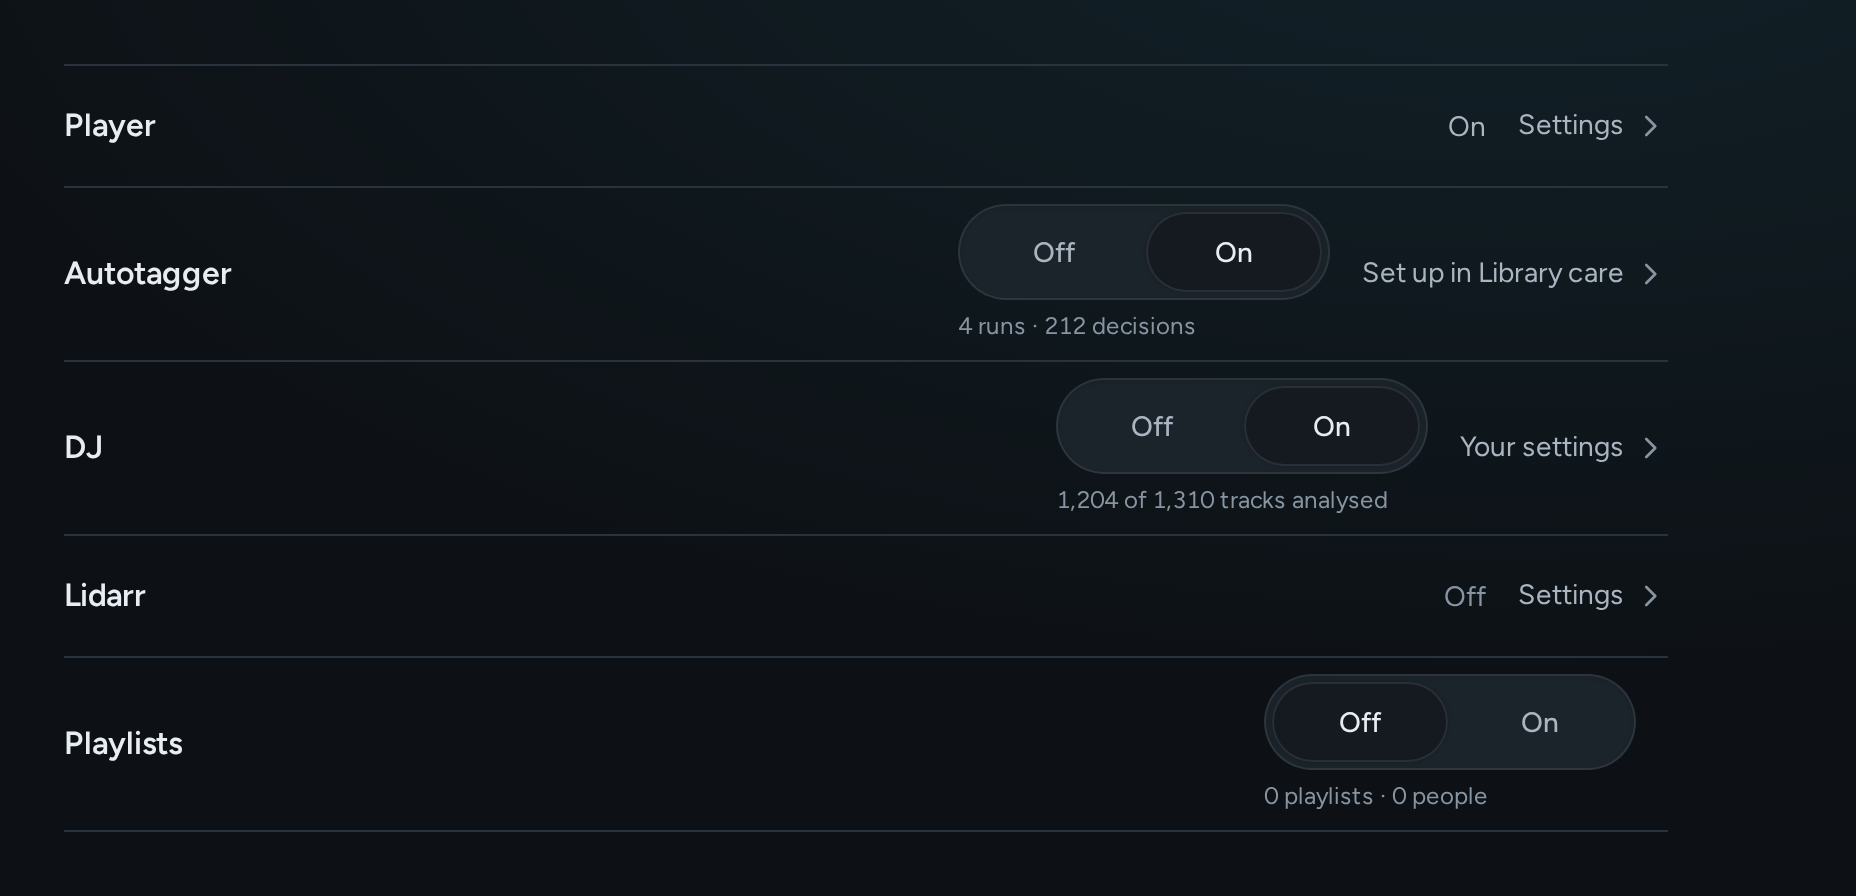 Player
On Settings
Autotagger
Off On
Set up in Library care
4 runs · 212 decisions
DJ
Off On
Your settings
1,204 of 1,310 tracks analysed
Lidarr
Off Settings
Playlists
Off On
0 playlists · 0 people